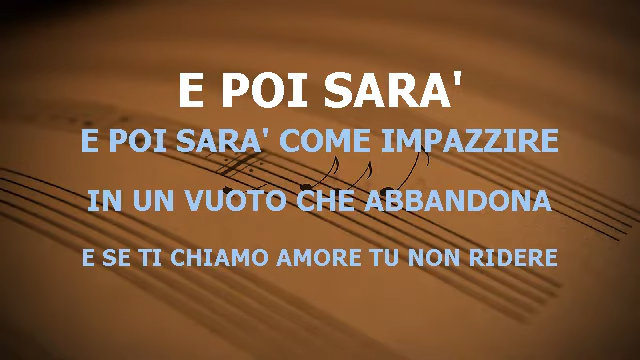 E POI SARA'
E POI SARA' COME IMPAZZIRE
IN UN VUOTO CHE ABBANDONA
E SE TI CHIAMO AMORE TU NON RIDERE